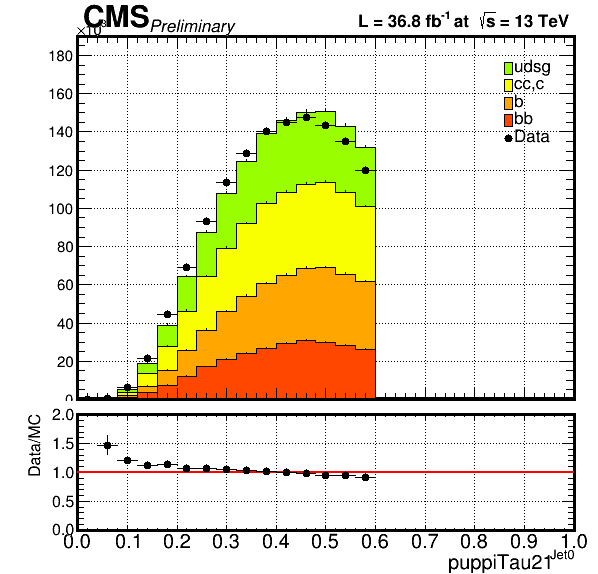 CMS Preliminary L = 36.8 fb⁻¹ at √s = 13 TeV
×10³
180
160
140
120
100
80
60
40
20
0
udsg
cc,c
b
bb
Data
Data/MC
2.0
1.5
1.0
0.5
0.0
0.0 0.1 0.2 0.3 0.4 0.5 0.6 0.7 0.8 0.9 1.0
puppiTau21^Jet0